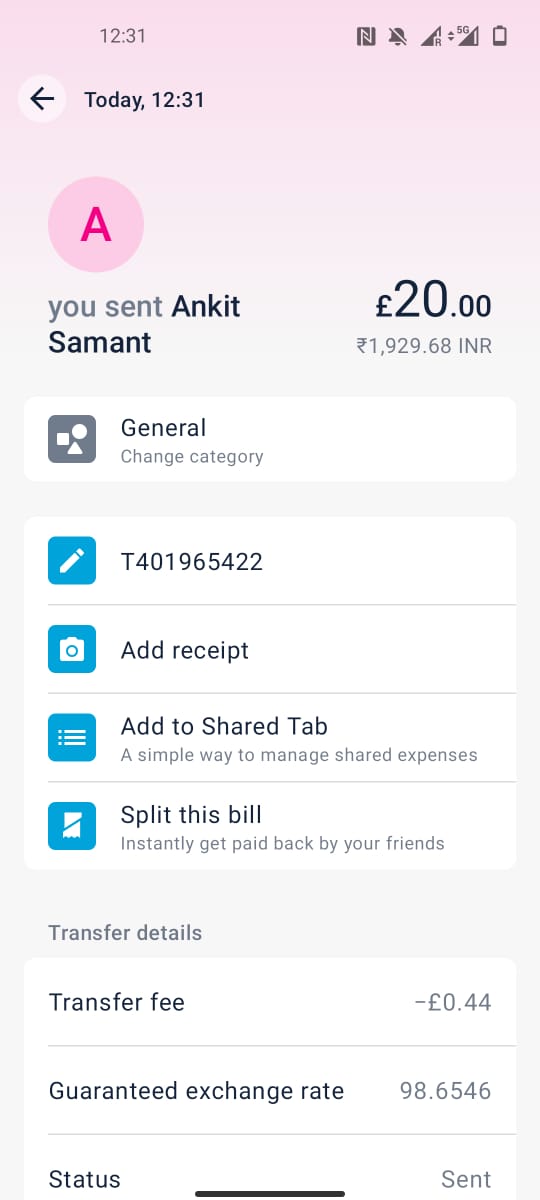 12:31
5G
R
Today, 12:31
A
you sent Ankit
Samant
£20.00
₹1,929.68 INR
General
Change category
T401965422
Add receipt
Add to Shared Tab
A simple way to manage shared expenses
Split this bill
Instantly get paid back by your friends
Transfer details
Transfer fee
-£0.44
Guaranteed exchange rate
98.6546
Status
Sent